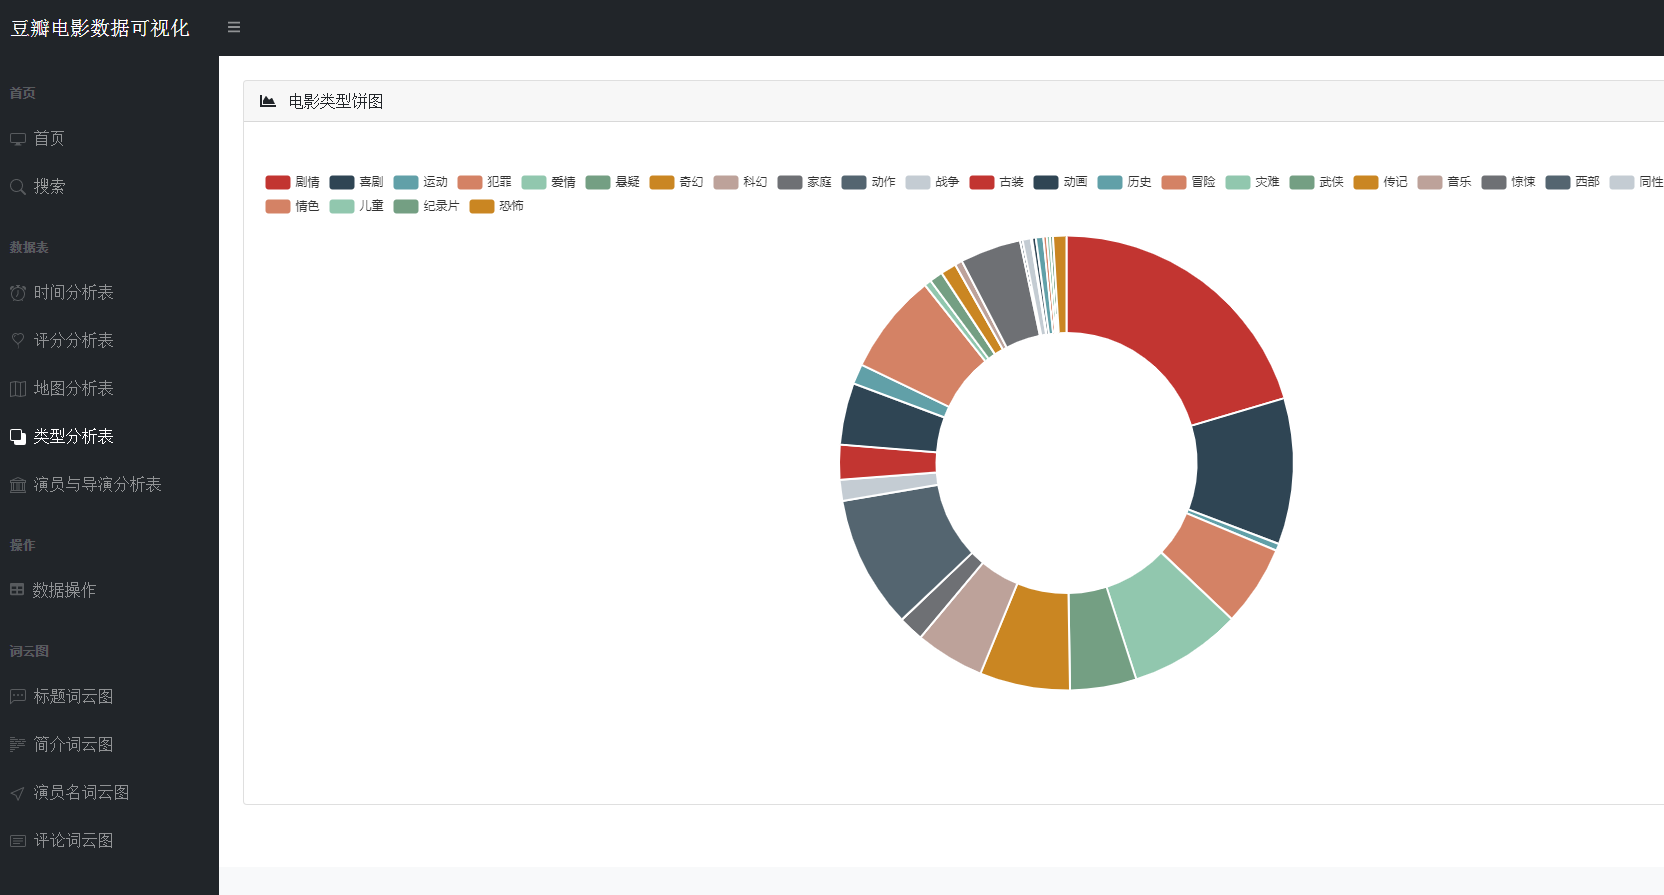 豆瓣电影数据可视化
首页
首页
搜索
数据表
时间分析表
评分分析表
地图分析表
类型分析表
演员与导演分析表
操作
数据操作
词云图
标题词云图
简介词云图
演员名词云图
评论词云图
电影类型饼图
剧情 喜剧 运动 犯罪 爱情 悬疑 奇幻 科幻 家庭 动作 战争 古装 动画 历史 冒险 灾难 武侠 传记 音乐 惊悚 西部 同性
情色 儿童 纪录片 恐怖